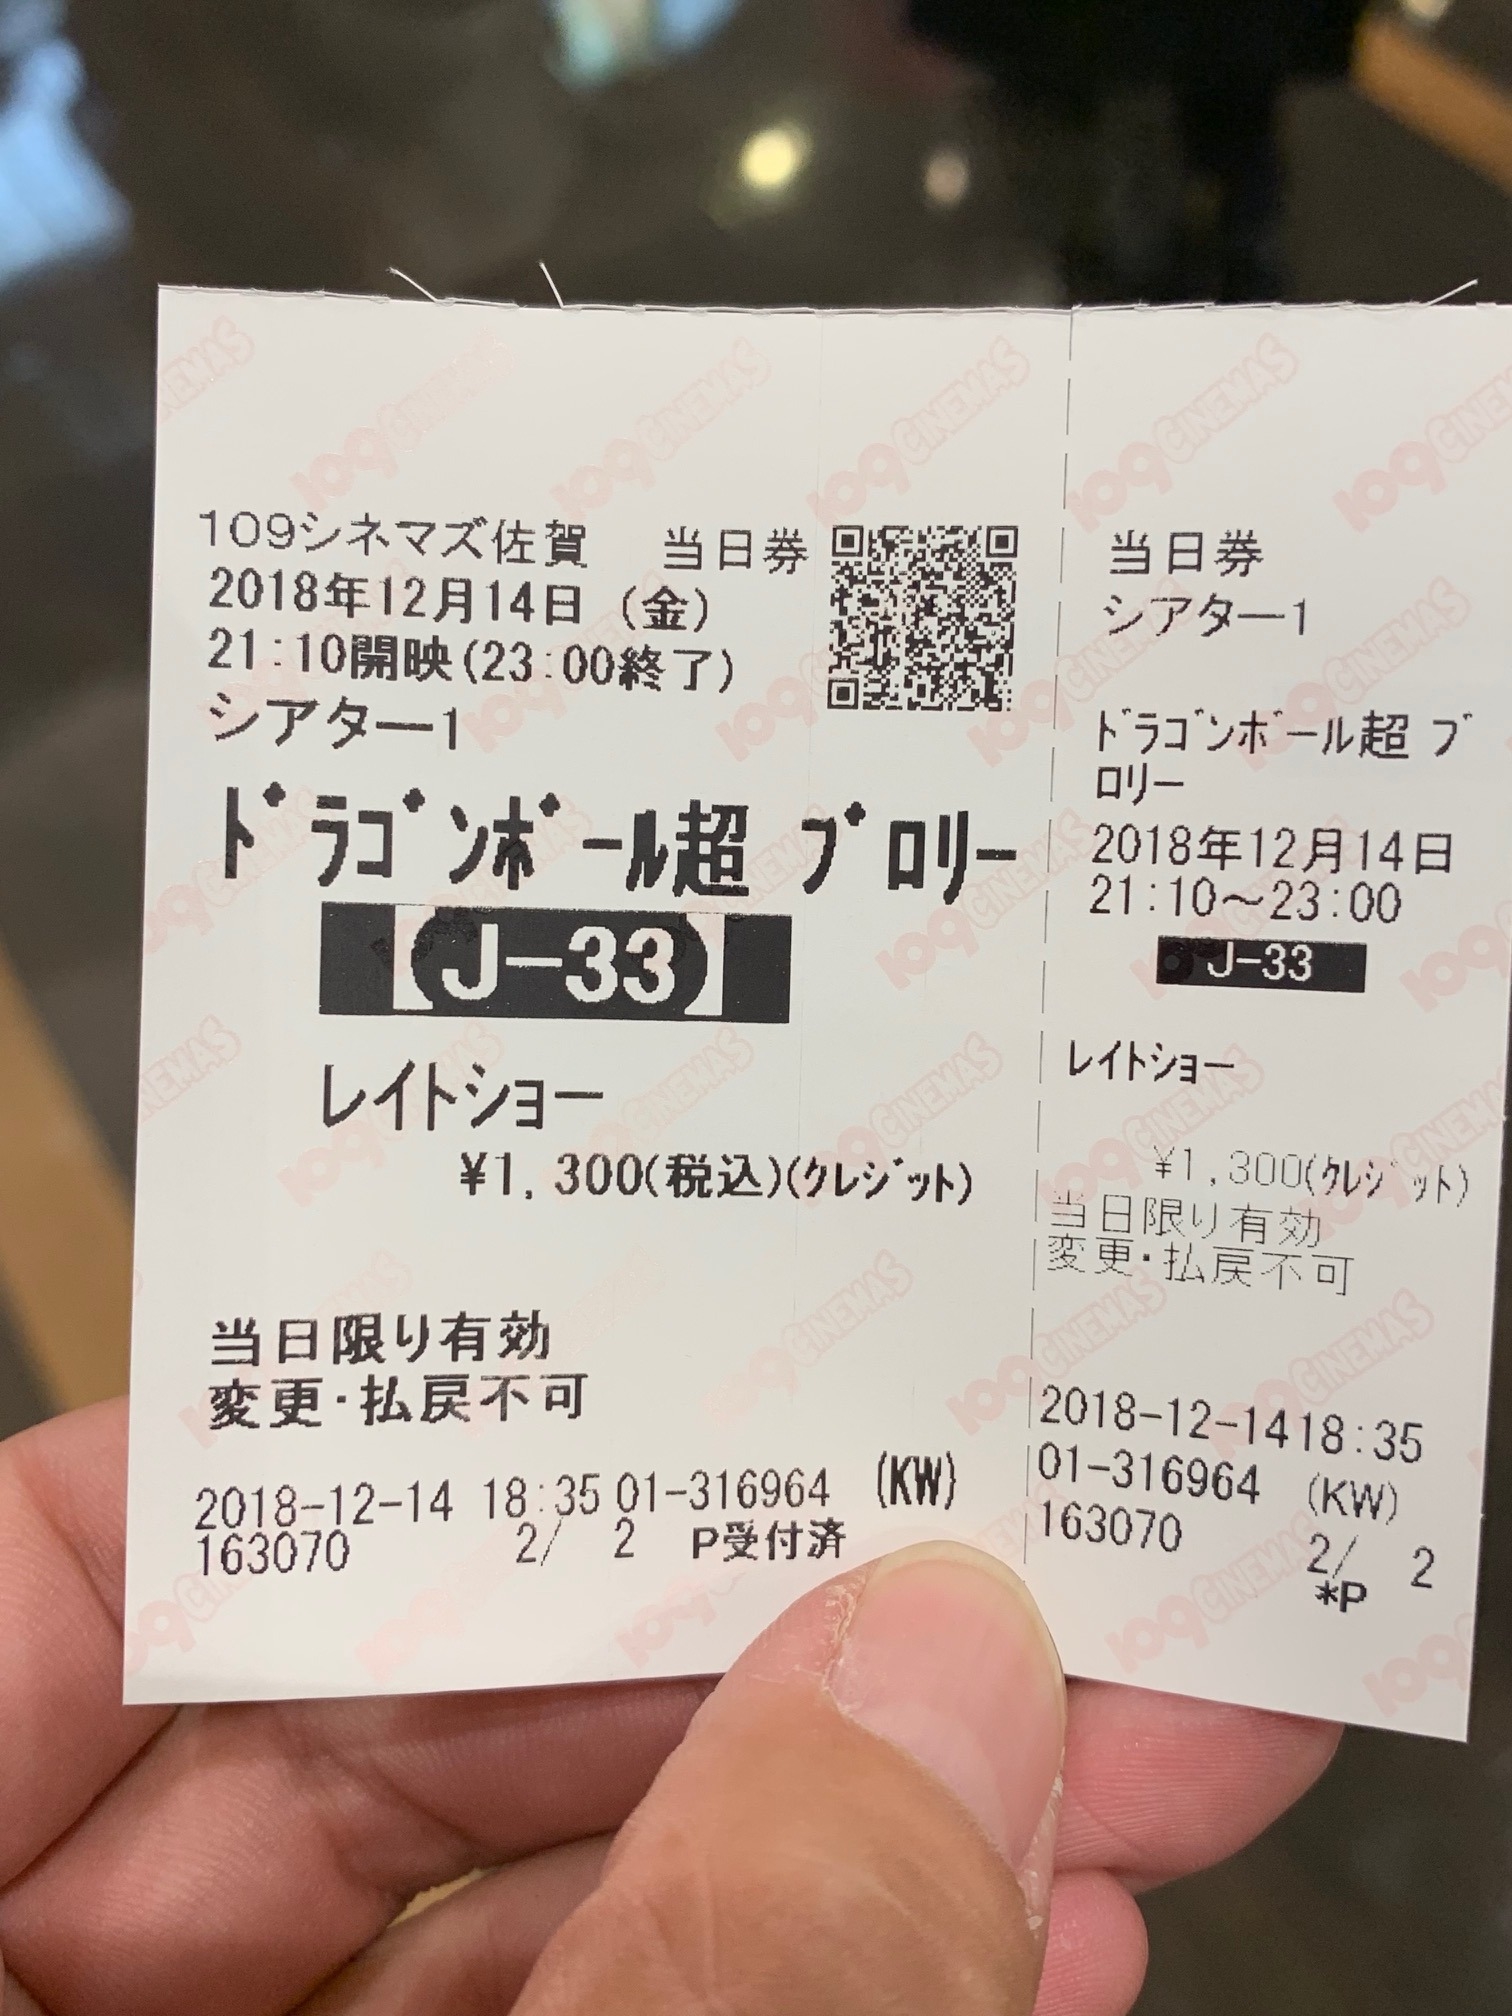 109シネマズ佐賀 当日券
2018年12月14日 (金)
21:10開映(23:00終了)
シアター1
ﾄﾞﾗｺﾞﾝﾎﾞｰﾙ超 ﾌﾞﾛﾘｰ
【J-33】
レイトショー
¥1,300(税込)(ｸﾚｼﾞｯﾄ)
当日限り有効
変更・払戻不可
2018-12-14 18:35 01-316964 (KW)
163070 2/ 2 P受付済
当日券
シアター1
ﾄﾞﾗｺﾞﾝﾎﾞｰﾙ超 ﾌﾞ
ﾛﾘｰ
2018年12月14日
21:10～23:00
J-33
レイトショー
¥1,300(ｸﾚｼﾞｯﾄ)
当日限り有効
変更・払戻不可
2018-12-14 18:35
01-316964 (KW)
163070 2/ 2
*P
109CINEMAS